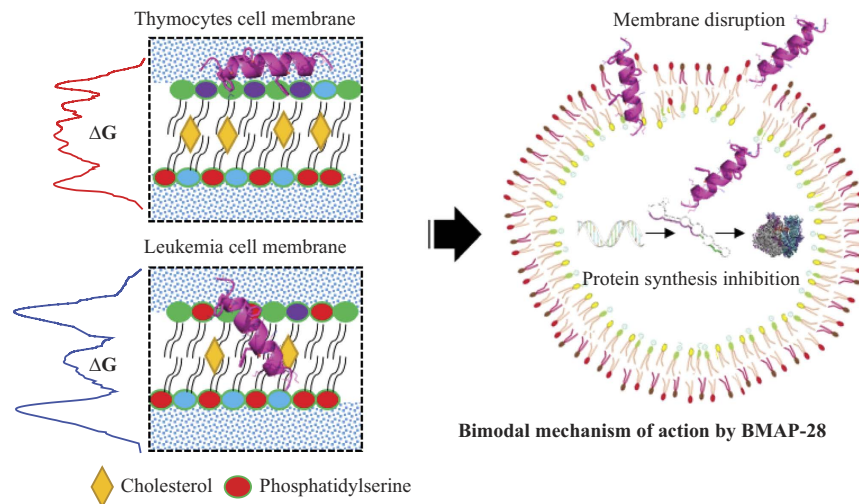 Thymocytes cell membrane
ΔG
Leukemia cell membrane
ΔG
Cholesterol
Phosphatidylserine
Membrane disruption
Protein synthesis inhibition
Bimodal mechanism of action by BMAP-28